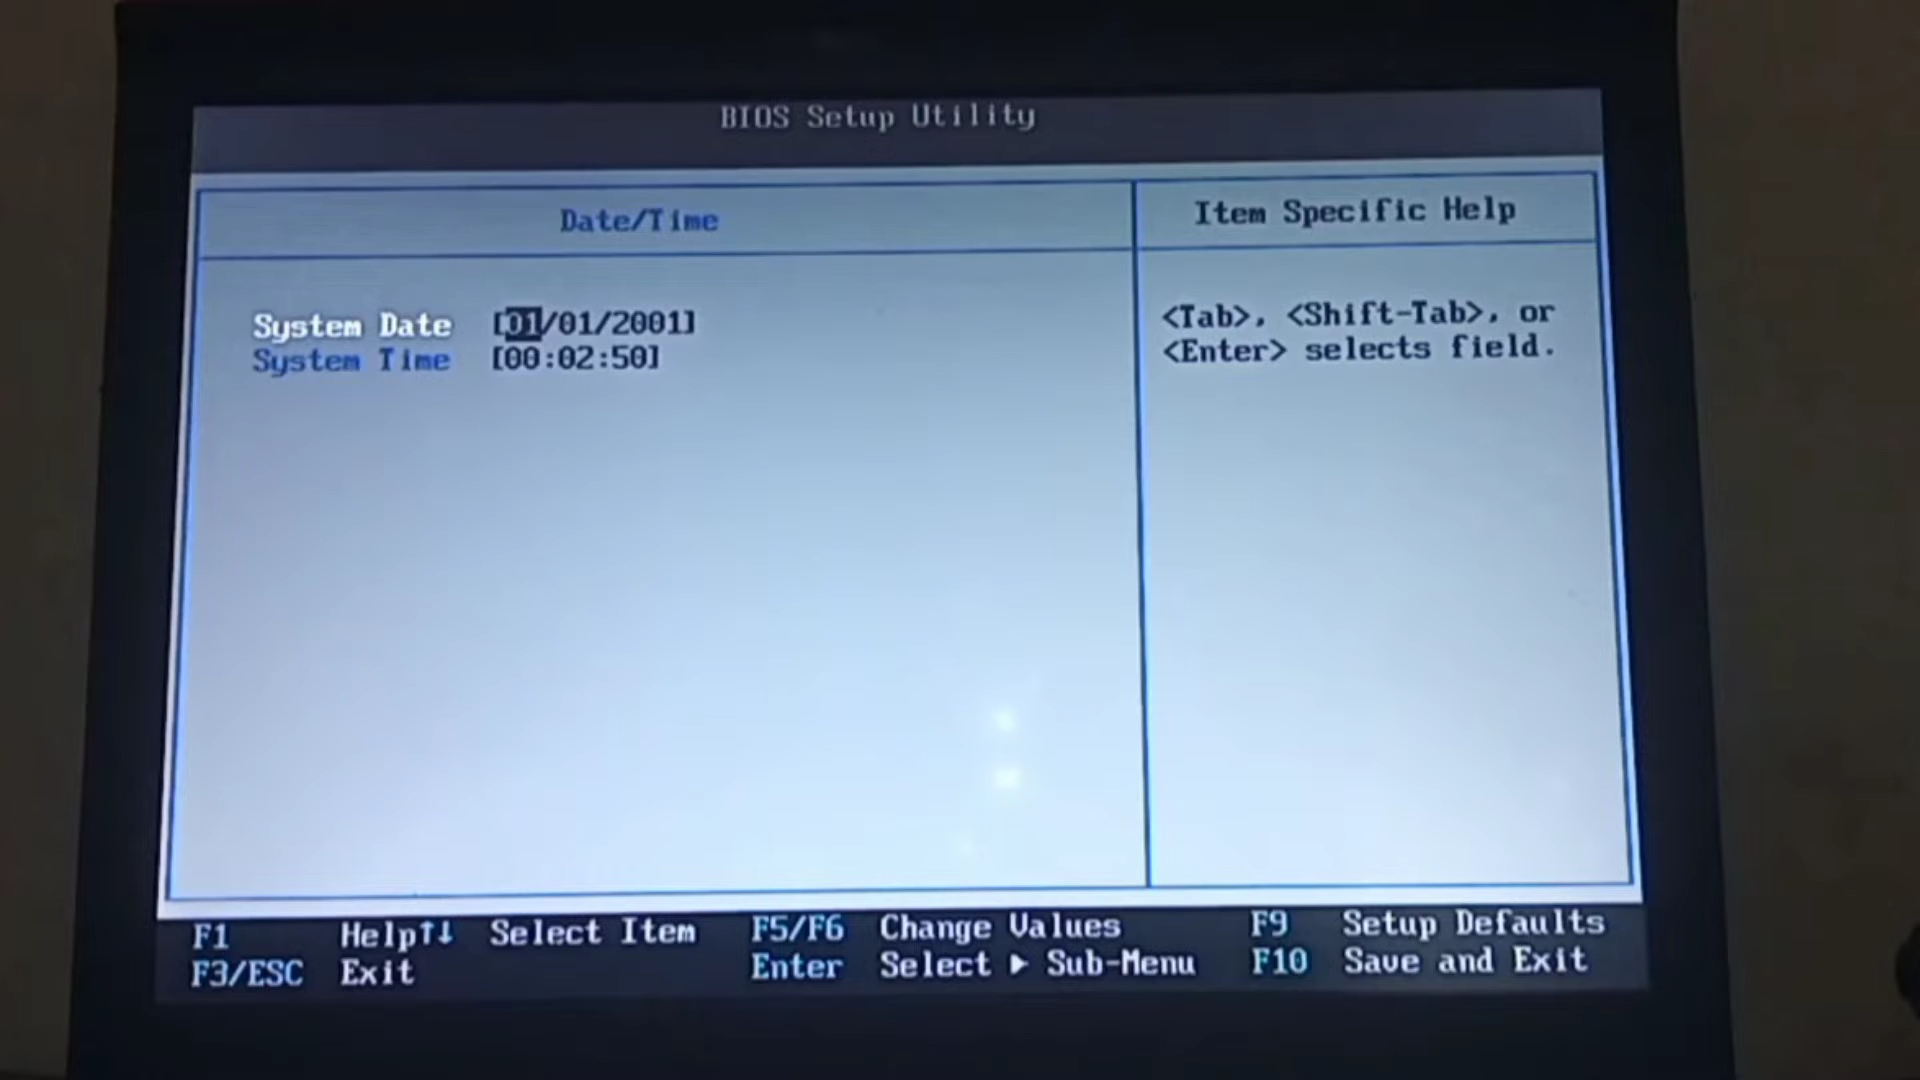 BIOS Setup Utility
Date/Time
Item Specific Help
System Date [01/01/2001]
System Time [00:02:50]
<Tab>, <Shift-Tab>, or
<Enter> selects field.
F1 Help↑↓ Select Item F5/F6 Change Values F9 Setup Defaults
F3/ESC Exit Enter Select ▶ Sub-Menu F10 Save and Exit